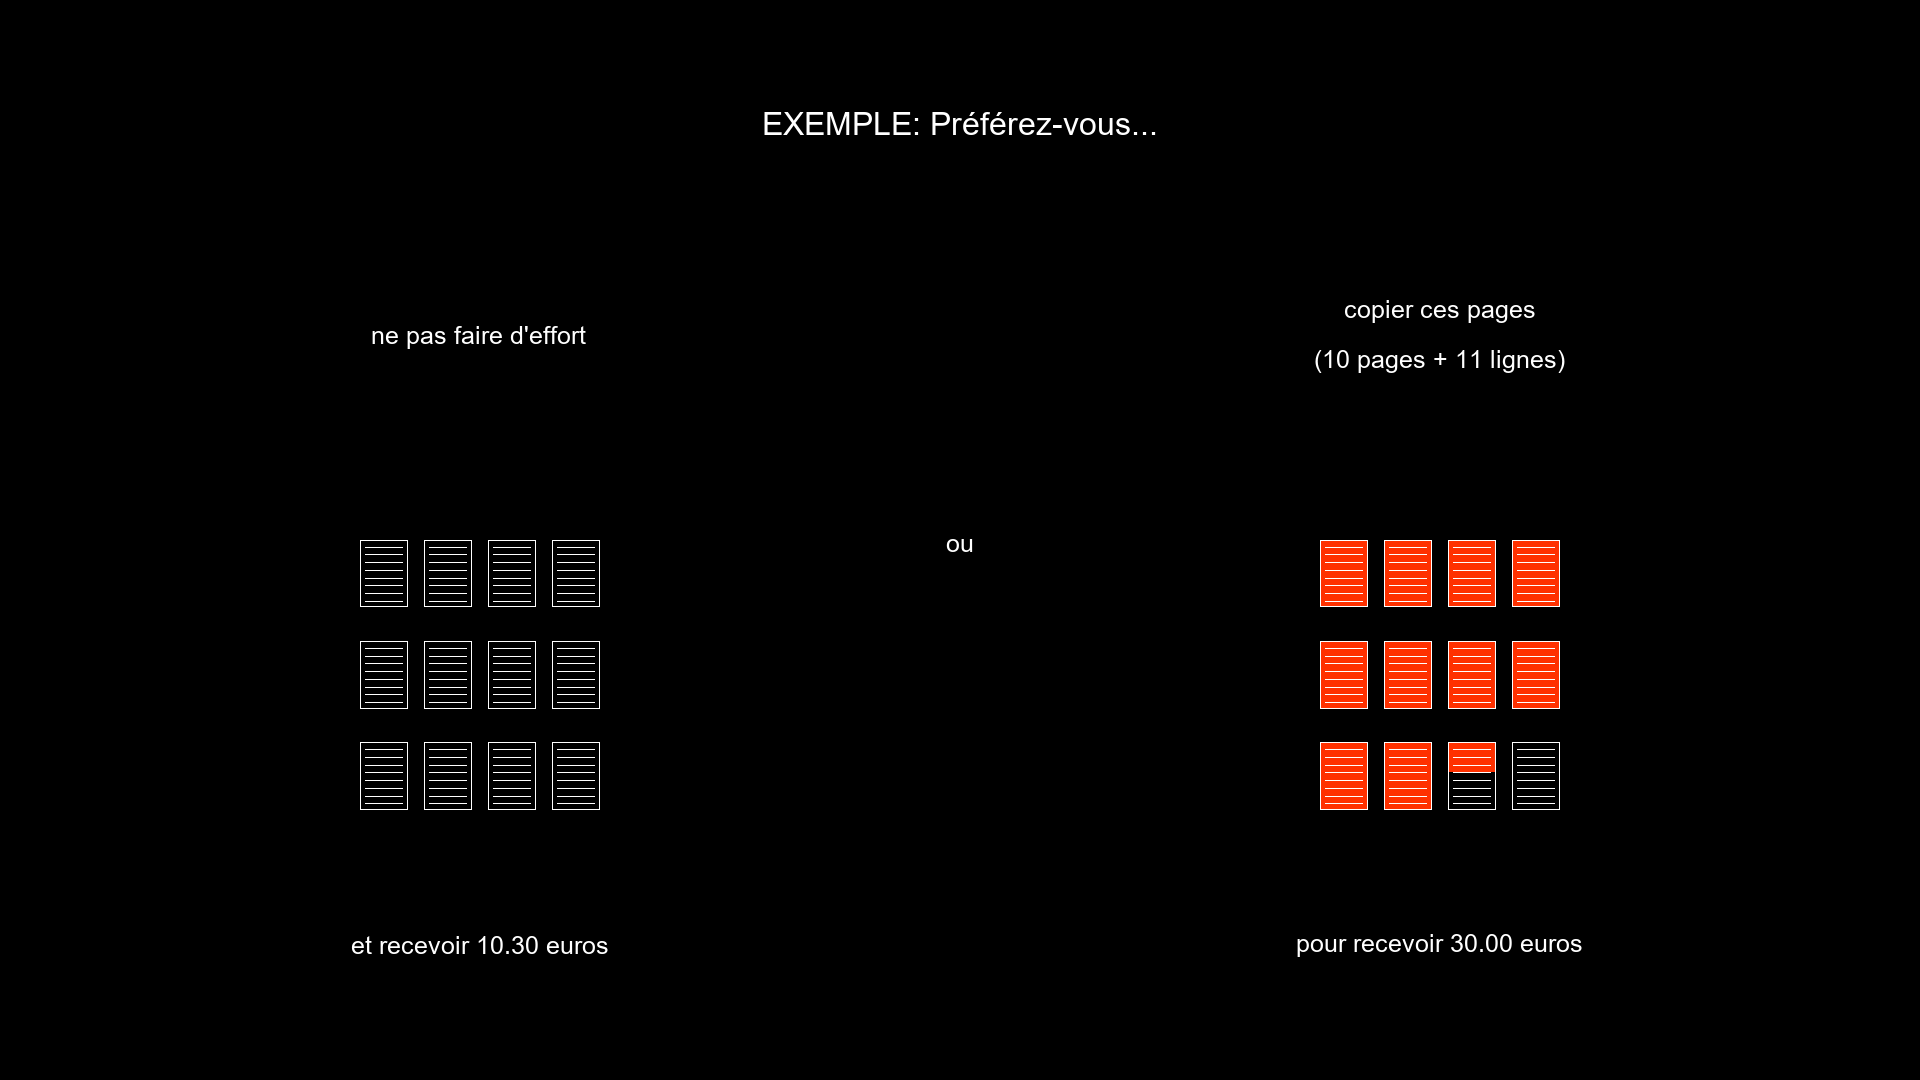 EXEMPLE: Préférez-vous...
ne pas faire d'effort
copier ces pages
(10 pages + 11 lignes)
ou
et recevoir 10.30 euros
pour recevoir 30.00 euros